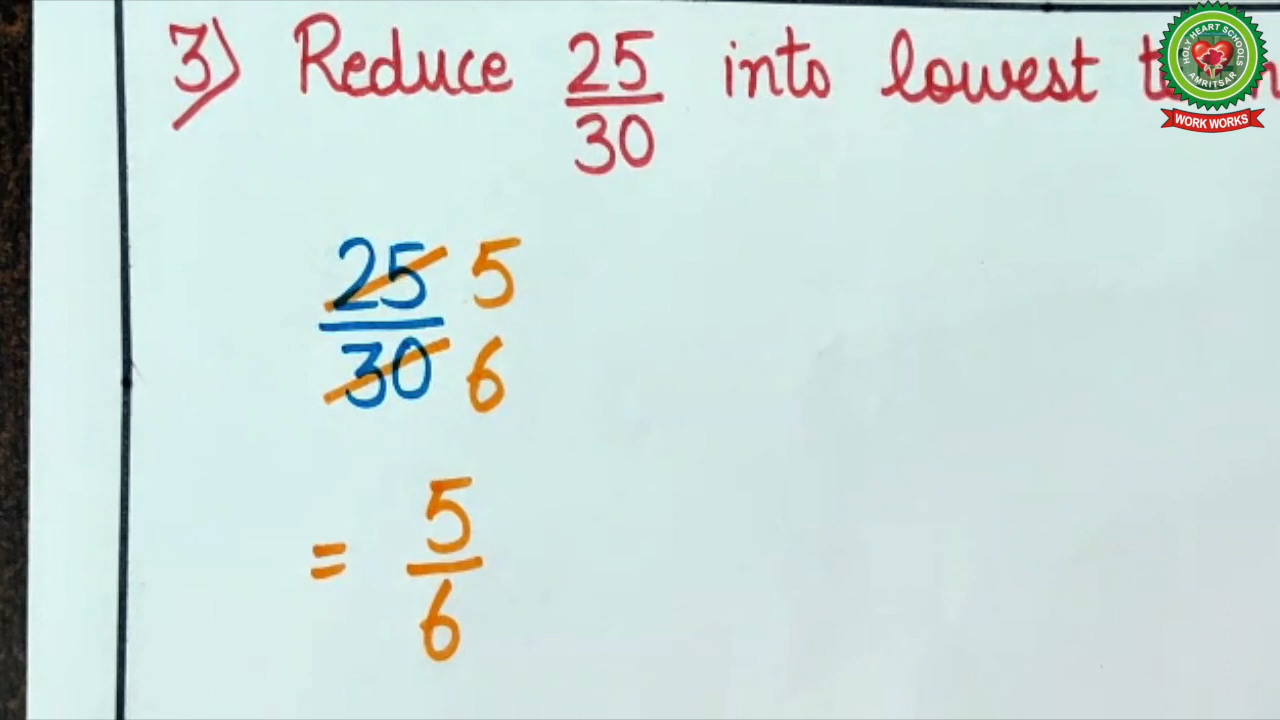 3) Reduce 25/30 into lowest
HOLY HEART SCHOOLS
AMRITSAR
WORK WORKS
25 5
30 6
= 5/6